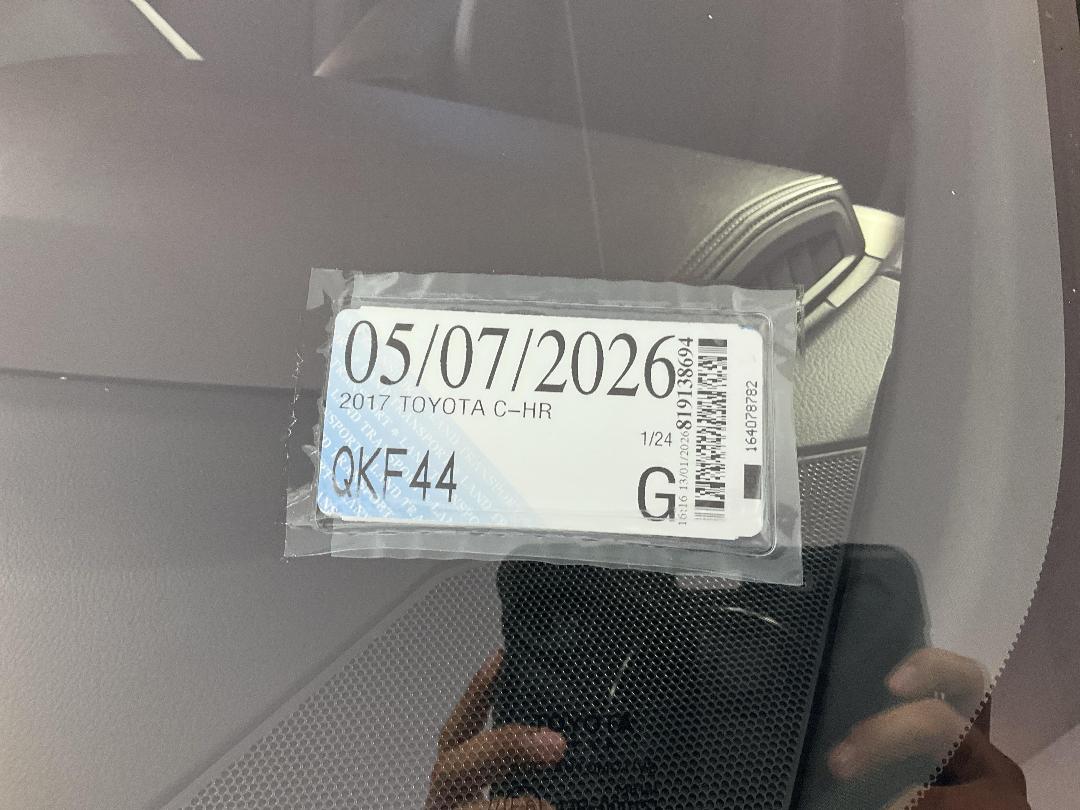 05/07/2026
2017 TOYOTA C-HR
1/24
QKF44
G
16:16 13/01/2026 819138694
164078782